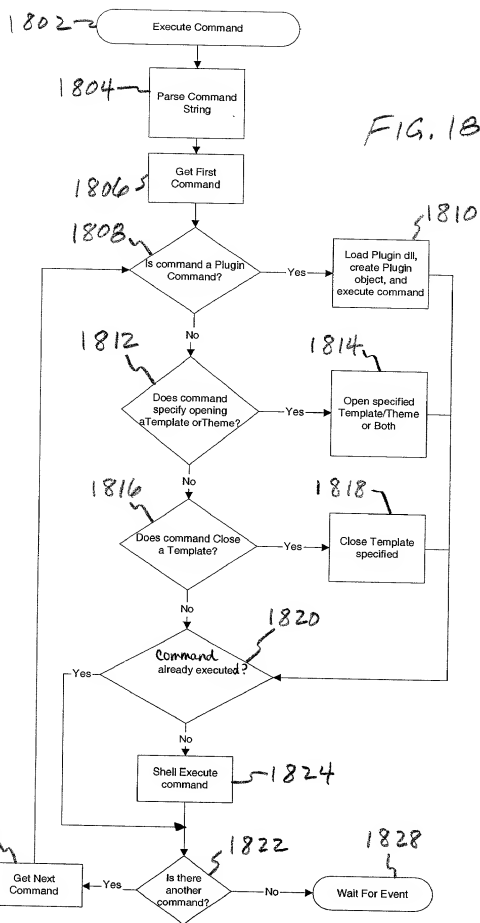 1802
Execute Command
1804
Parse Command
String
FIG. 18
1806
Get First
Command
1808
1810
Is command a Plugin
Command?
Yes
Load Plugin dll,
create Plugin
object, and
execute command
No
1812
1814
Does command
specify opening
aTemplate orTheme?
Yes
Open specified
Template/Theme
or Both
No
1816
1818
Does command Close
a Template?
Yes
Close Template
specified
No
1820
Command
already executed?
Yes
No
Shell Execute
command
1824
1822
1828
Get Next
Command
Yes
Is there
another
command?
No
Wait For Event